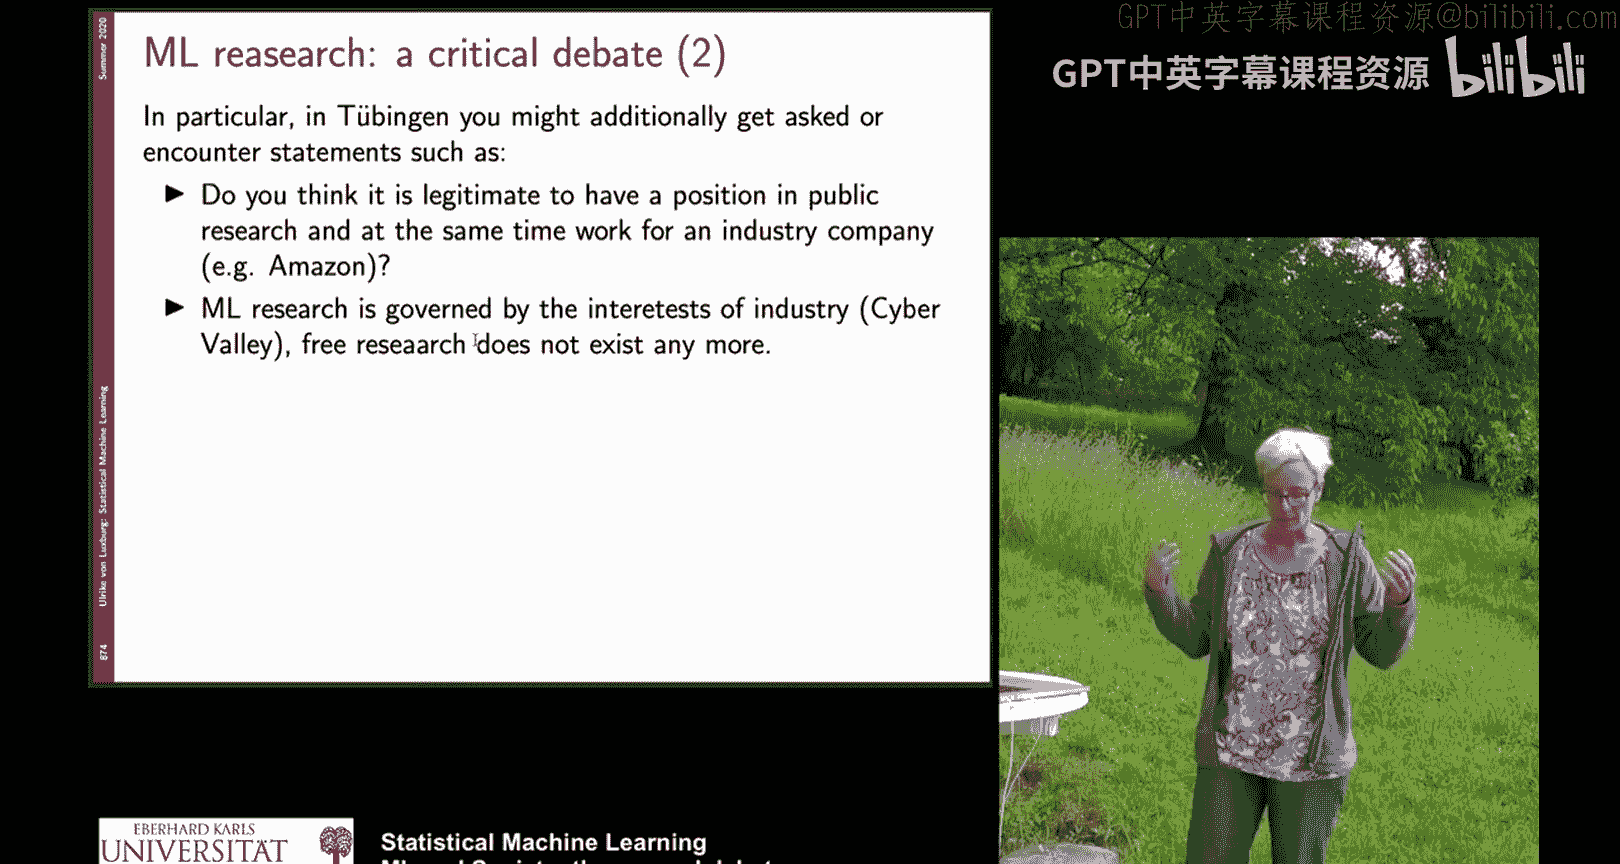 GPT中英字幕课程资源@bilibili.com
GPT中英字幕课程资源 bilibili
Summer 2020
ML reasearch: a critical debate (2)
In particular, in Tübingen you might additionally get asked or
encounter statements such as:
Do you think it is legitimate to have a position in public
research and at the same time work for an industry company
(e.g. Amazon)?
ML research is governed by the interetests of industry (Cyber
Valley), free reseaarch does not exist any more.
Ulrike von Luxburg: Statistical Machine Learning
874
EBERHARD KARLS
UNIVERSITÄT
Statistical Machine Learning